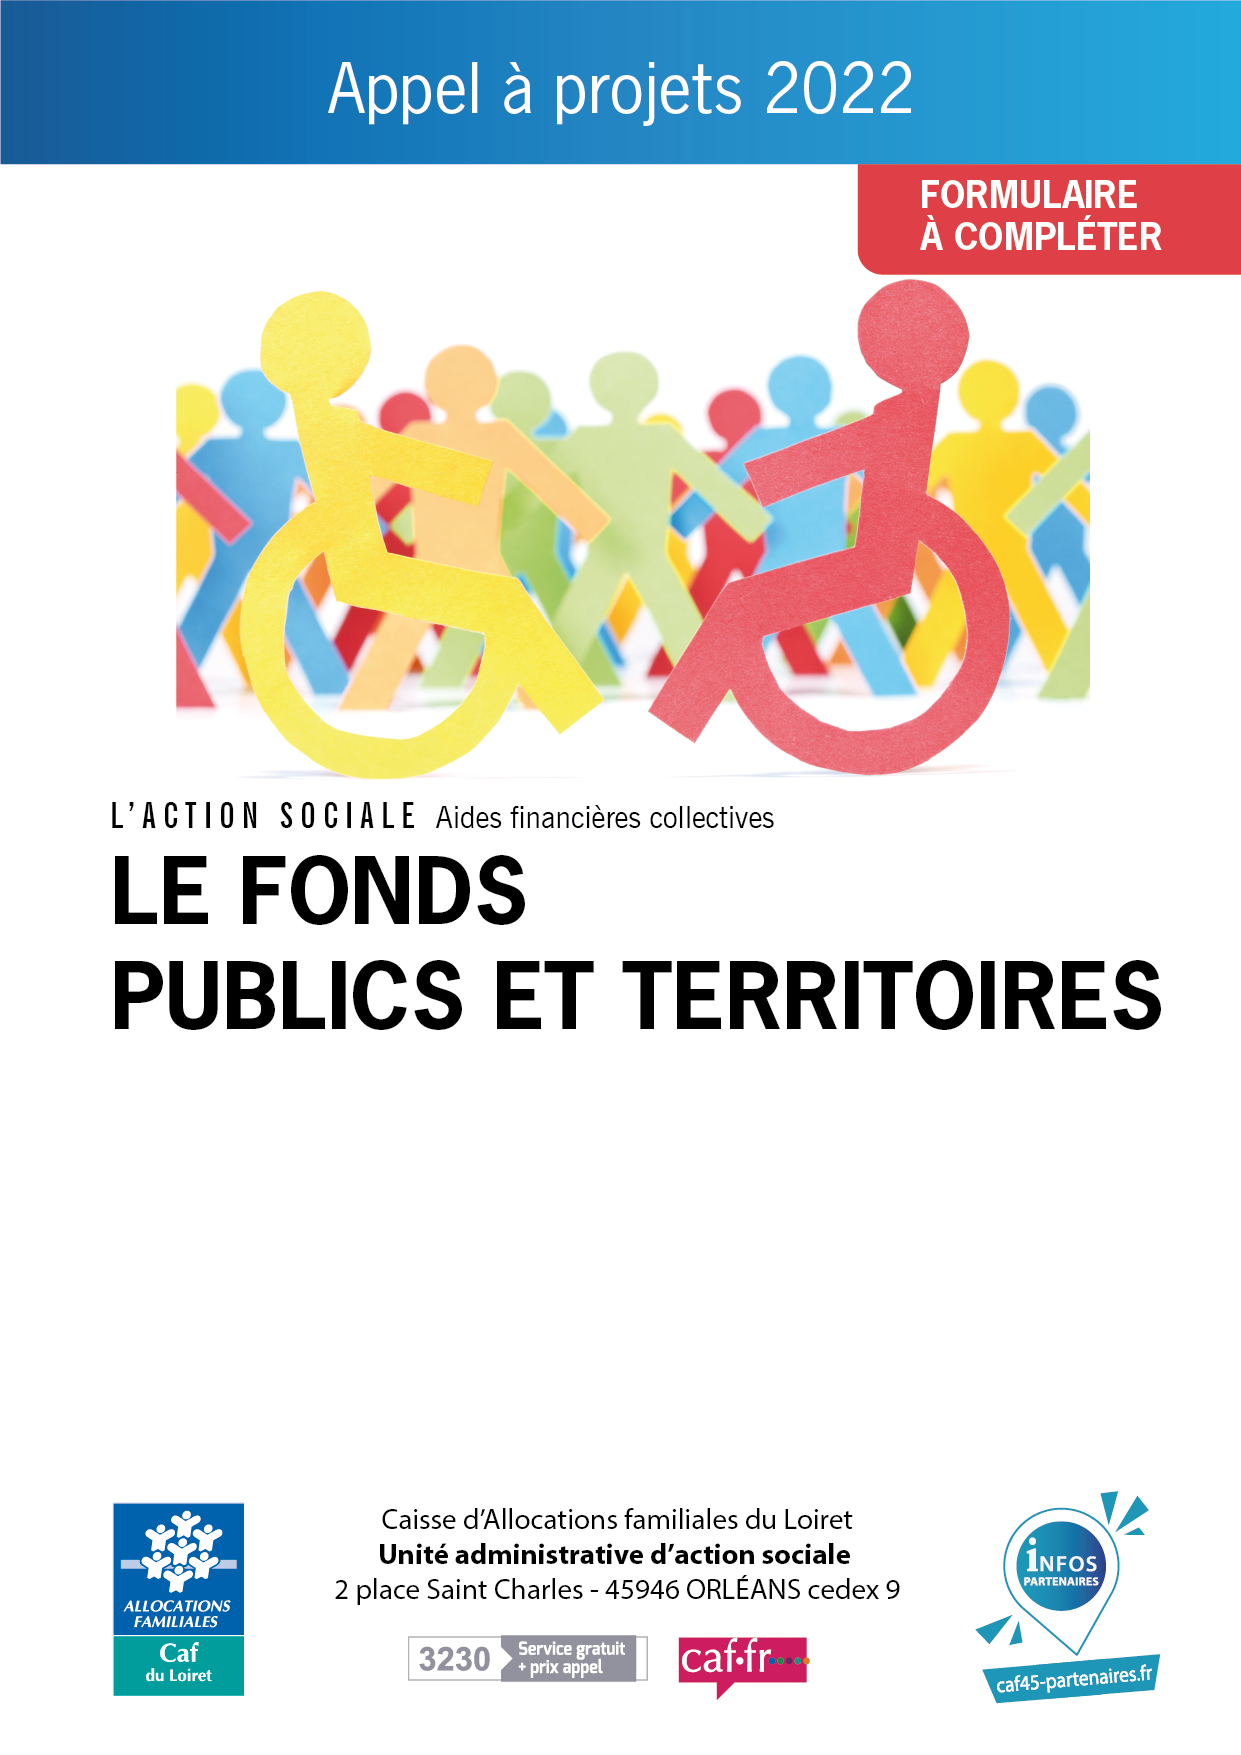 Appel à projets 2022
FORMULAIRE
À COMPLÉTER
L'ACTION SOCIALE Aides financières collectives
LE FONDS
PUBLICS ET TERRITOIRES
Caisse d'Allocations familiales du Loiret
Unité administrative d'action sociale
2 place Saint Charles - 45946 ORLÉANS cedex 9
ALLOCATIONS
FAMILIALES
Caf
du Loiret
3230 Service gratuit
+ prix appel
caf.fr
iNFOS
PARTENAIRES
caf45-partenaires.fr